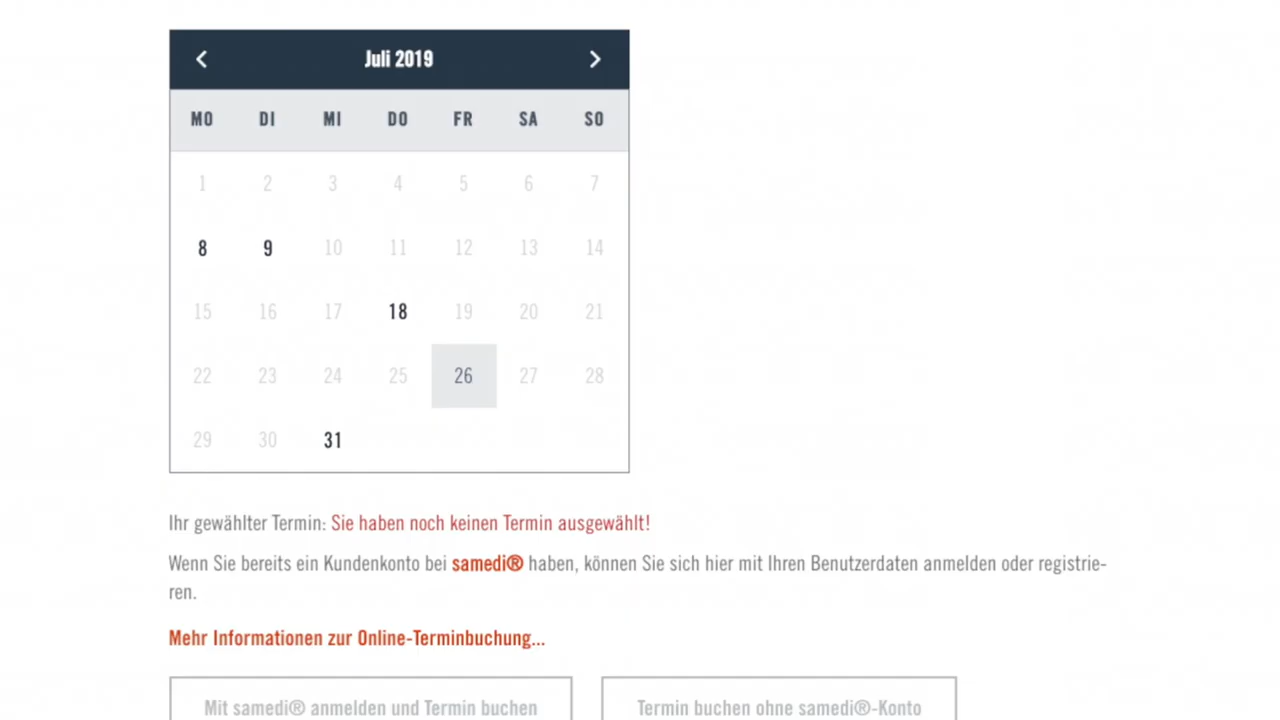 Juli 2019
MO DI MI DO FR SA SO
1 2 3 4 5 6 7
8 9 10 11 12 13 14
15 16 17 18 19 20 21
22 23 24 25 26 27 28
29 30 31
Ihr gewählter Termin: Sie haben noch keinen Termin ausgewählt!
Wenn Sie bereits ein Kundenkonto bei samedi® haben, können Sie sich hier mit Ihren Benutzerdaten anmelden oder registrie-
ren.
Mehr Informationen zur Online-Terminbuchung...
Mit samedi® anmelden und Termin buchen
Termin buchen ohne samedi®-Konto